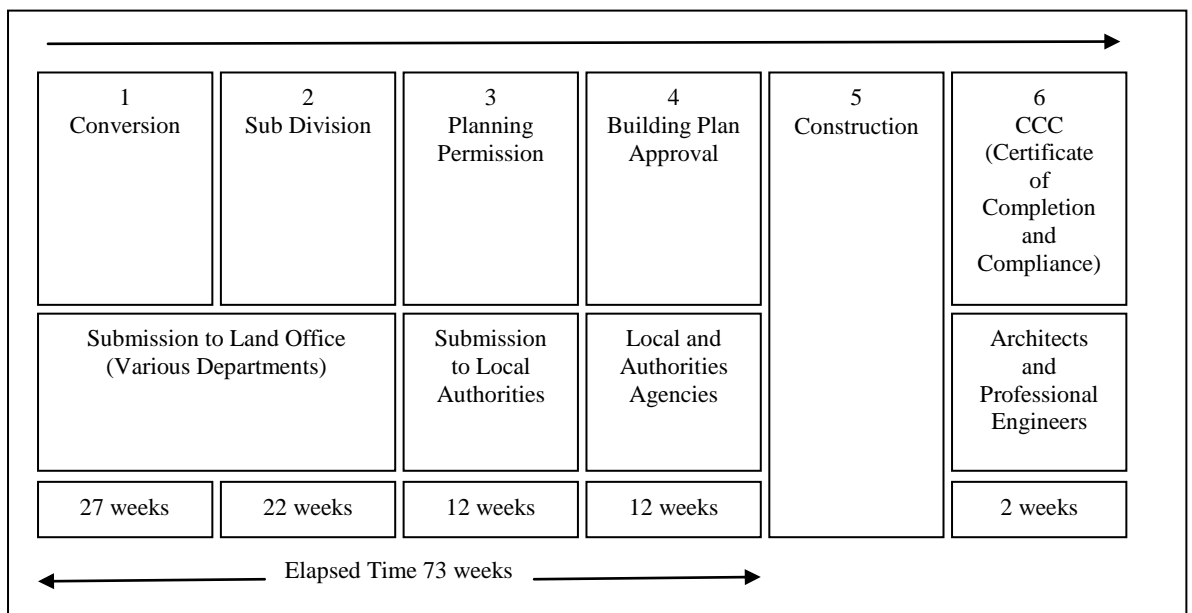 1
Conversion
2
Sub Division
3
Planning
Permission
4
Building Plan
Approval
5
Construction
6
CCC
(Certificate
of
Completion
and
Compliance)
Submission to Land Office
(Various Departments)
Submission
to Local
Authorities
Local and
Authorities
Agencies
Architects
and
Professional
Engineers
27 weeks
22 weeks
12 weeks
12 weeks
2 weeks
Elapsed Time 73 weeks